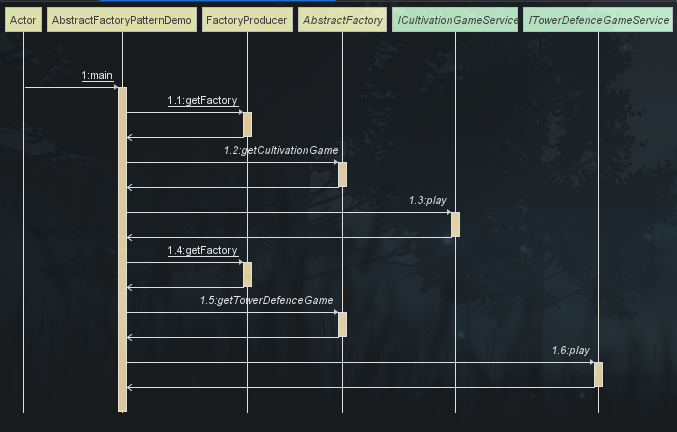 Actor
AbstractFactoryPatternDemo
FactoryProducer
AbstractFactory
ICultivationGameService
ITowerDefenceGameService
1:main
1.1:getFactory
1.2:getCultivationGame
1.3:play
1.4:getFactory
1.5:getTowerDefenceGame
1.6:play